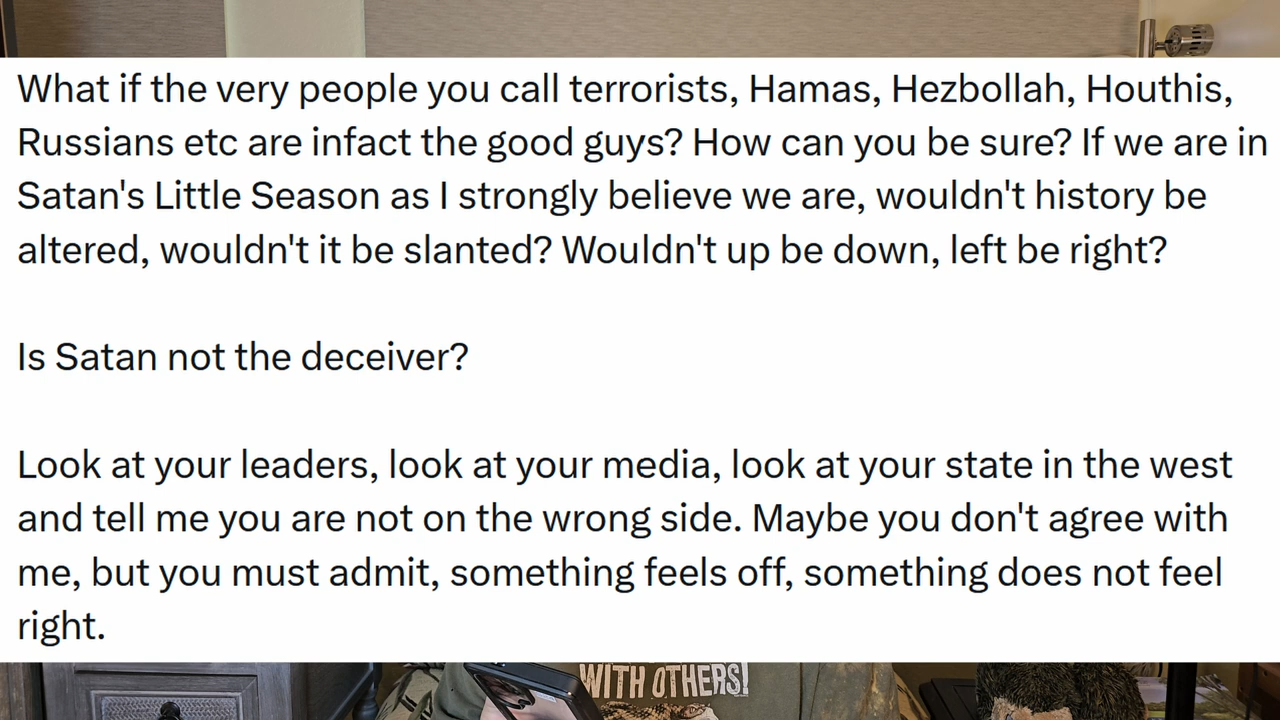 What if the very people you call terrorists, Hamas, Hezbollah, Houthis,
Russians etc are infact the good guys? How can you be sure? If we are in
Satan's Little Season as I strongly believe we are, wouldn't history be
altered, wouldn't it be slanted? Wouldn't up be down, left be right?
Is Satan not the deceiver?
Look at your leaders, look at your media, look at your state in the west
and tell me you are not on the wrong side. Maybe you don't agree with
me, but you must admit, something feels off, something does not feel
right.
WITH OTHERS!